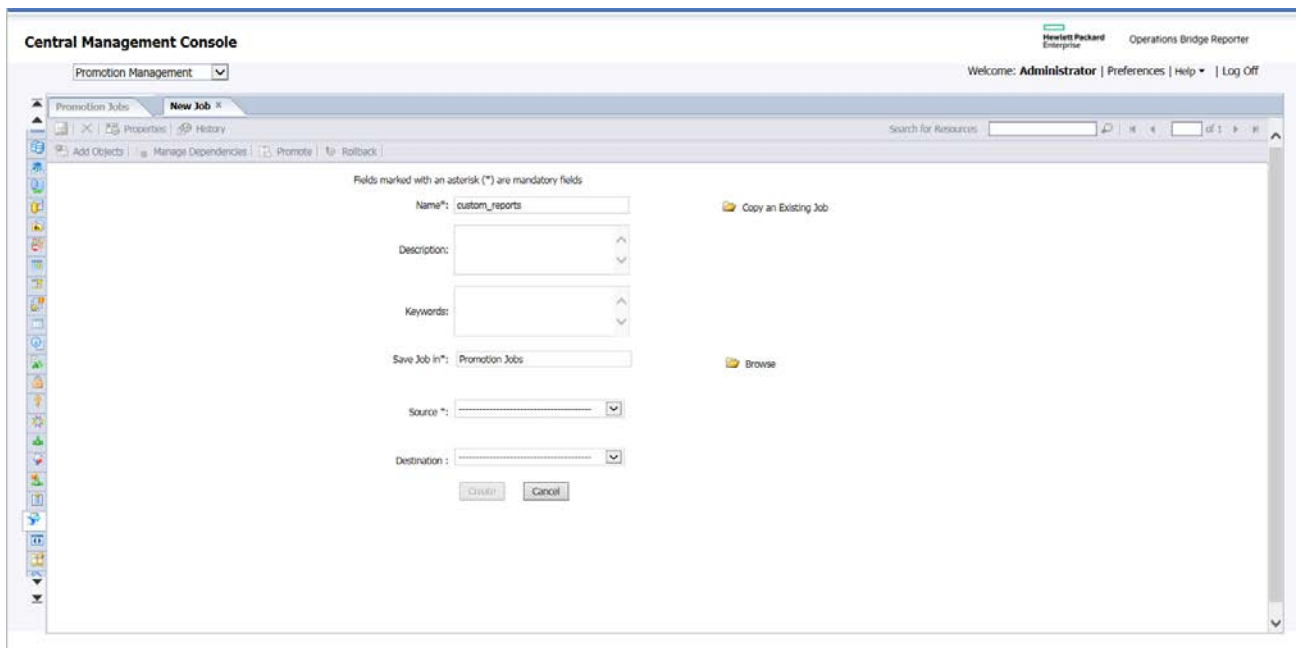 Central Management Console
Hewlett Packard
Enterprise
Operations Bridge Reporter
Promotion Management
Welcome: Administrator | Preferences | Help | Log Off
Promotion Jobs
New Job ×
Properties | History
Search for Resources
of 1
Add Objects | Manage Dependencies | Promote | Rollback
Fields marked with an asterisk (*) are mandatory fields
Name*: custom_reports
Copy an Existing Job
Description:
Keywords:
Save Job in*: Promotion Jobs
Browse
Source *:
Destination :
Create
Cancel